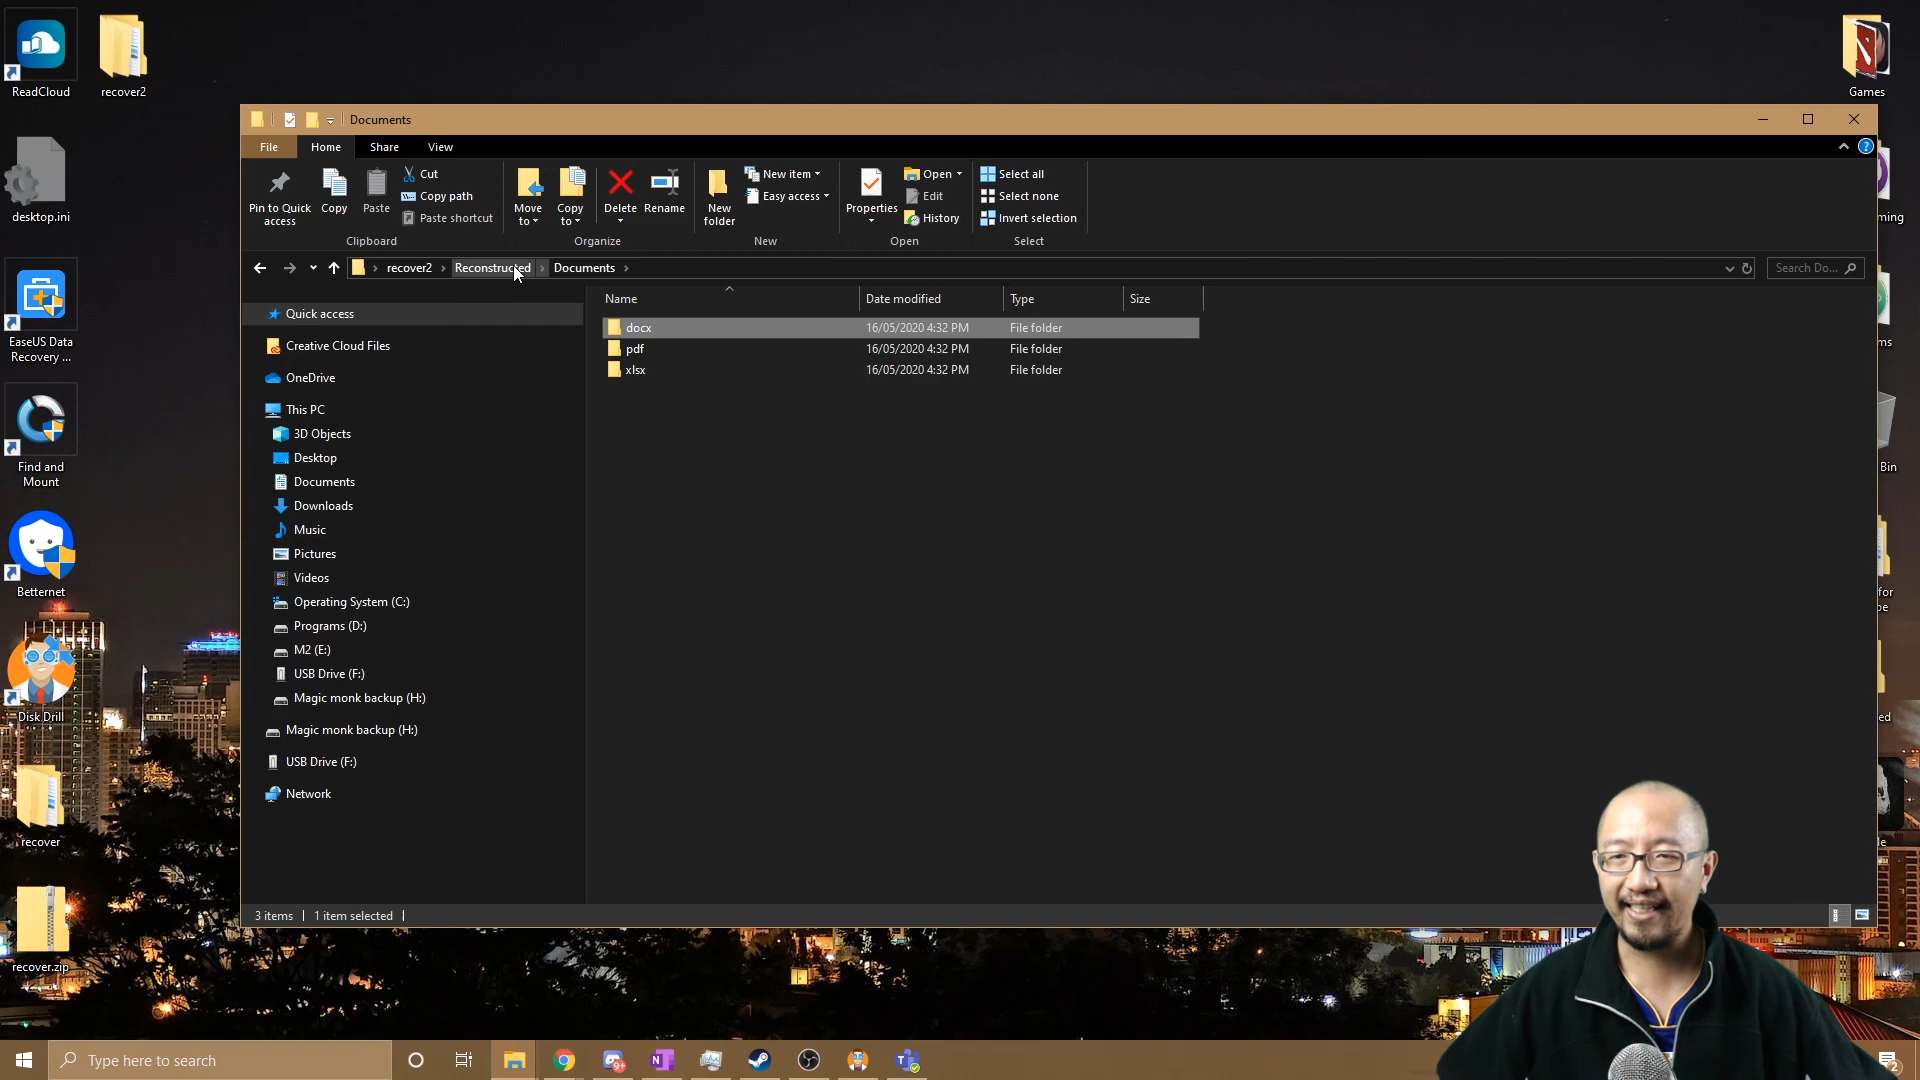 ReadCloud
recover2
Games
desktop.ini
EaseUS Data
Recovery ...
Find and
Mount
Betternet
Disk Drill
recover
recover.zip
Documents
File Home Share View
Pin to Quick
access
Copy
Paste
Cut
Copy path
Paste shortcut
Clipboard
Move
to
Copy
to
Delete
Rename
Organize
New
folder
New item
Easy access
New
Properties
Open
Edit
History
Open
Select all
Select none
Invert selection
Select
recover2 Reconstructed Documents
Search Do...
Name Date modified Type Size
docx 16/05/2020 4:32 PM File folder
pdf 16/05/2020 4:32 PM File folder
xlsx 16/05/2020 4:32 PM File folder
Quick access
Creative Cloud Files
OneDrive
This PC
3D Objects
Desktop
Documents
Downloads
Music
Pictures
Videos
Operating System (C:)
Programs (D:)
M2 (E:)
USB Drive (F:)
Magic monk backup (H:)
Magic monk backup (H:)
USB Drive (F:)
Network
3 items 1 item selected
ming
ms
Bin
for
ed
Type here to search
9+
2